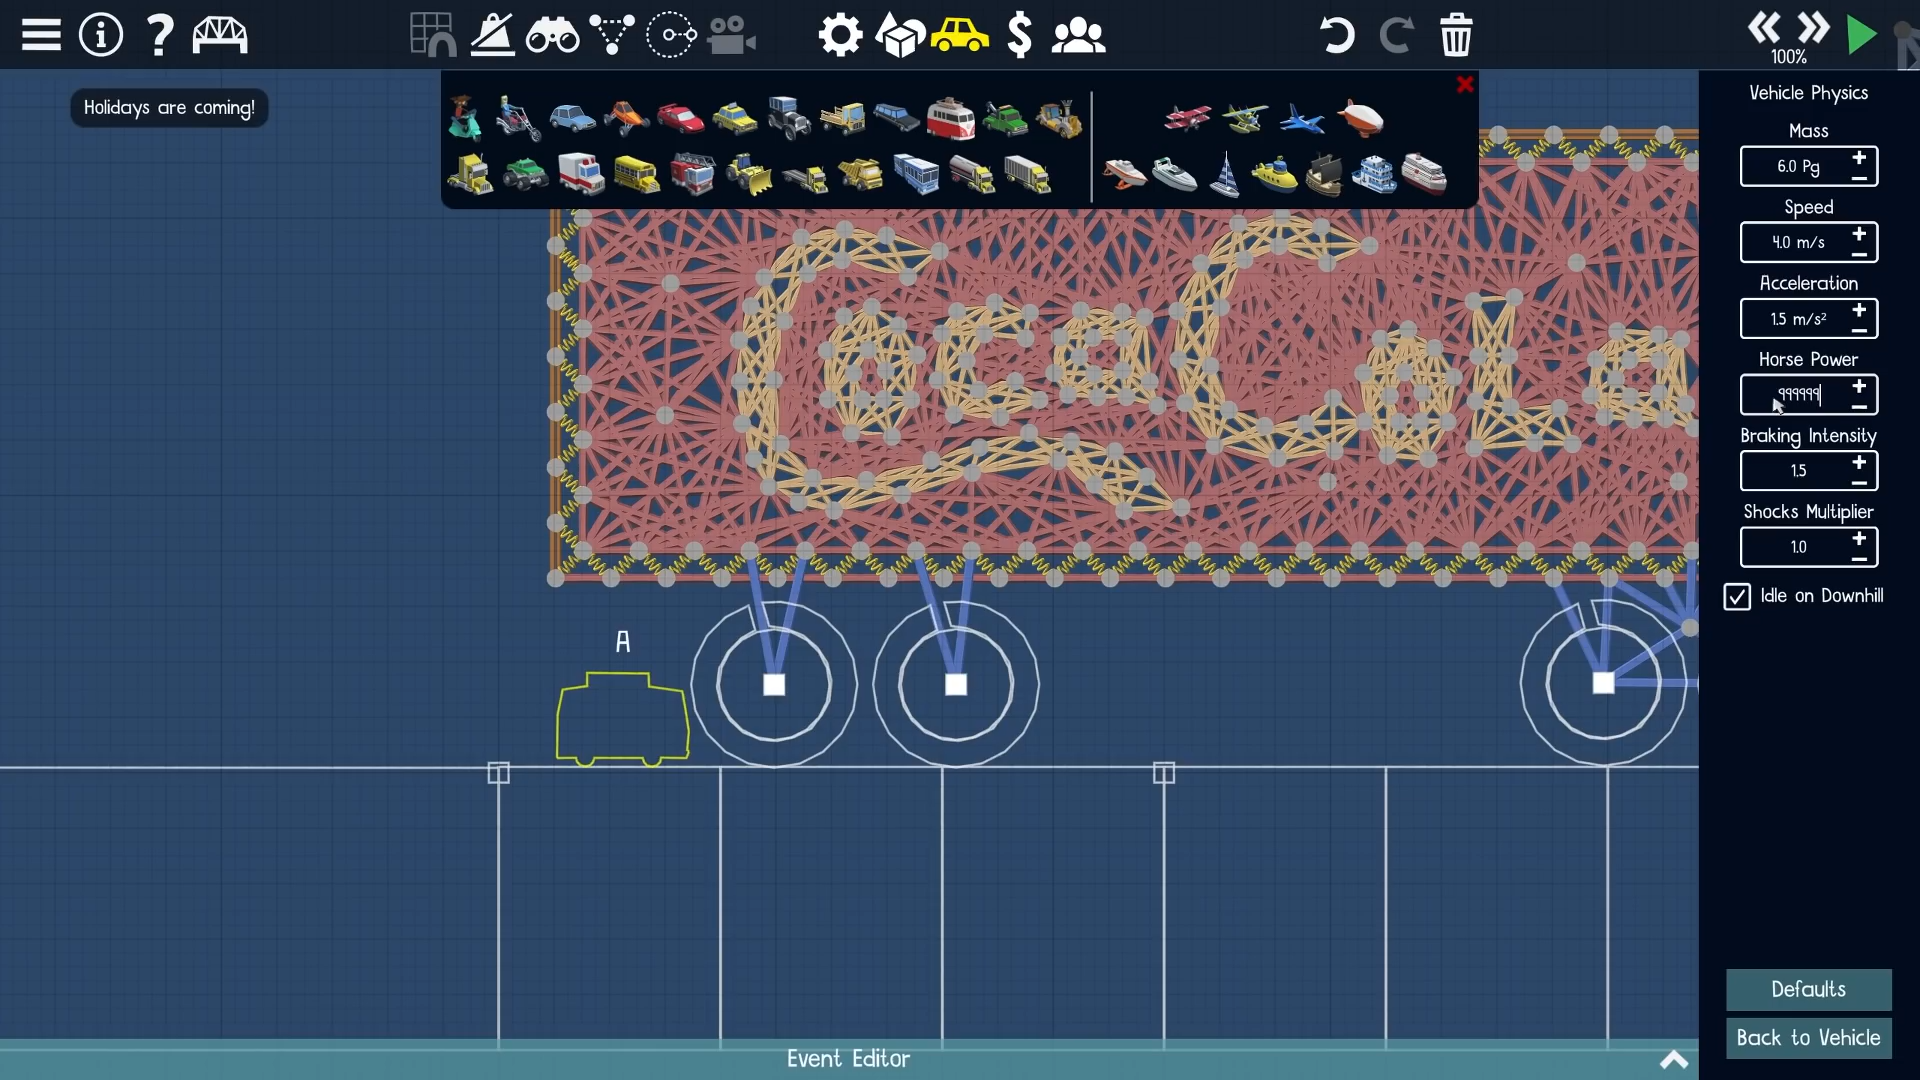 100%
Holidays are coming!
Vehicle Physics
Mass
6.0 Pg
Speed
4.0 m/s
Acceleration
1.5 m/s²
Horse Power
999999
Braking Intensity
1.5
Shocks Multiplier
1.0
Idle on Downhill
A
Defaults
Back to Vehicle
Event Editor